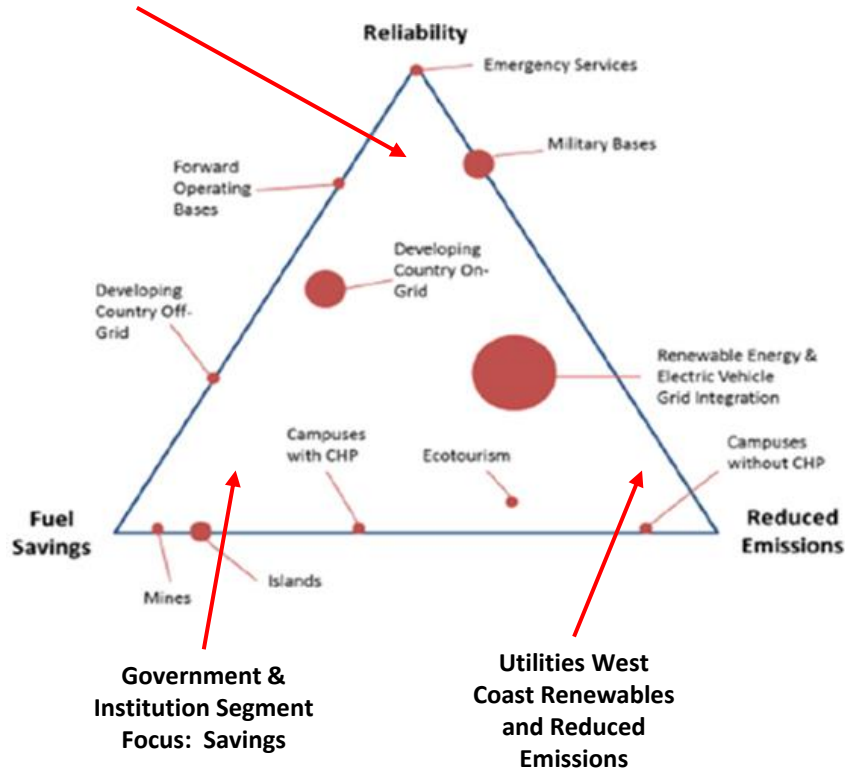 Reliability
Emergency Services
Military Bases
Forward
Operating
Bases
Developing
Country On-
Grid
Developing
Country Off-
Grid
Renewable Energy &
Electric Vehicle
Grid Integration
Campuses
with CHP
Ecotourism
Campuses
without CHP
Fuel
Savings
Reduced
Emissions
Mines
Islands
Government &
Institution Segment
Focus:  Savings
Utilities West
Coast Renewables
and Reduced
Emissions